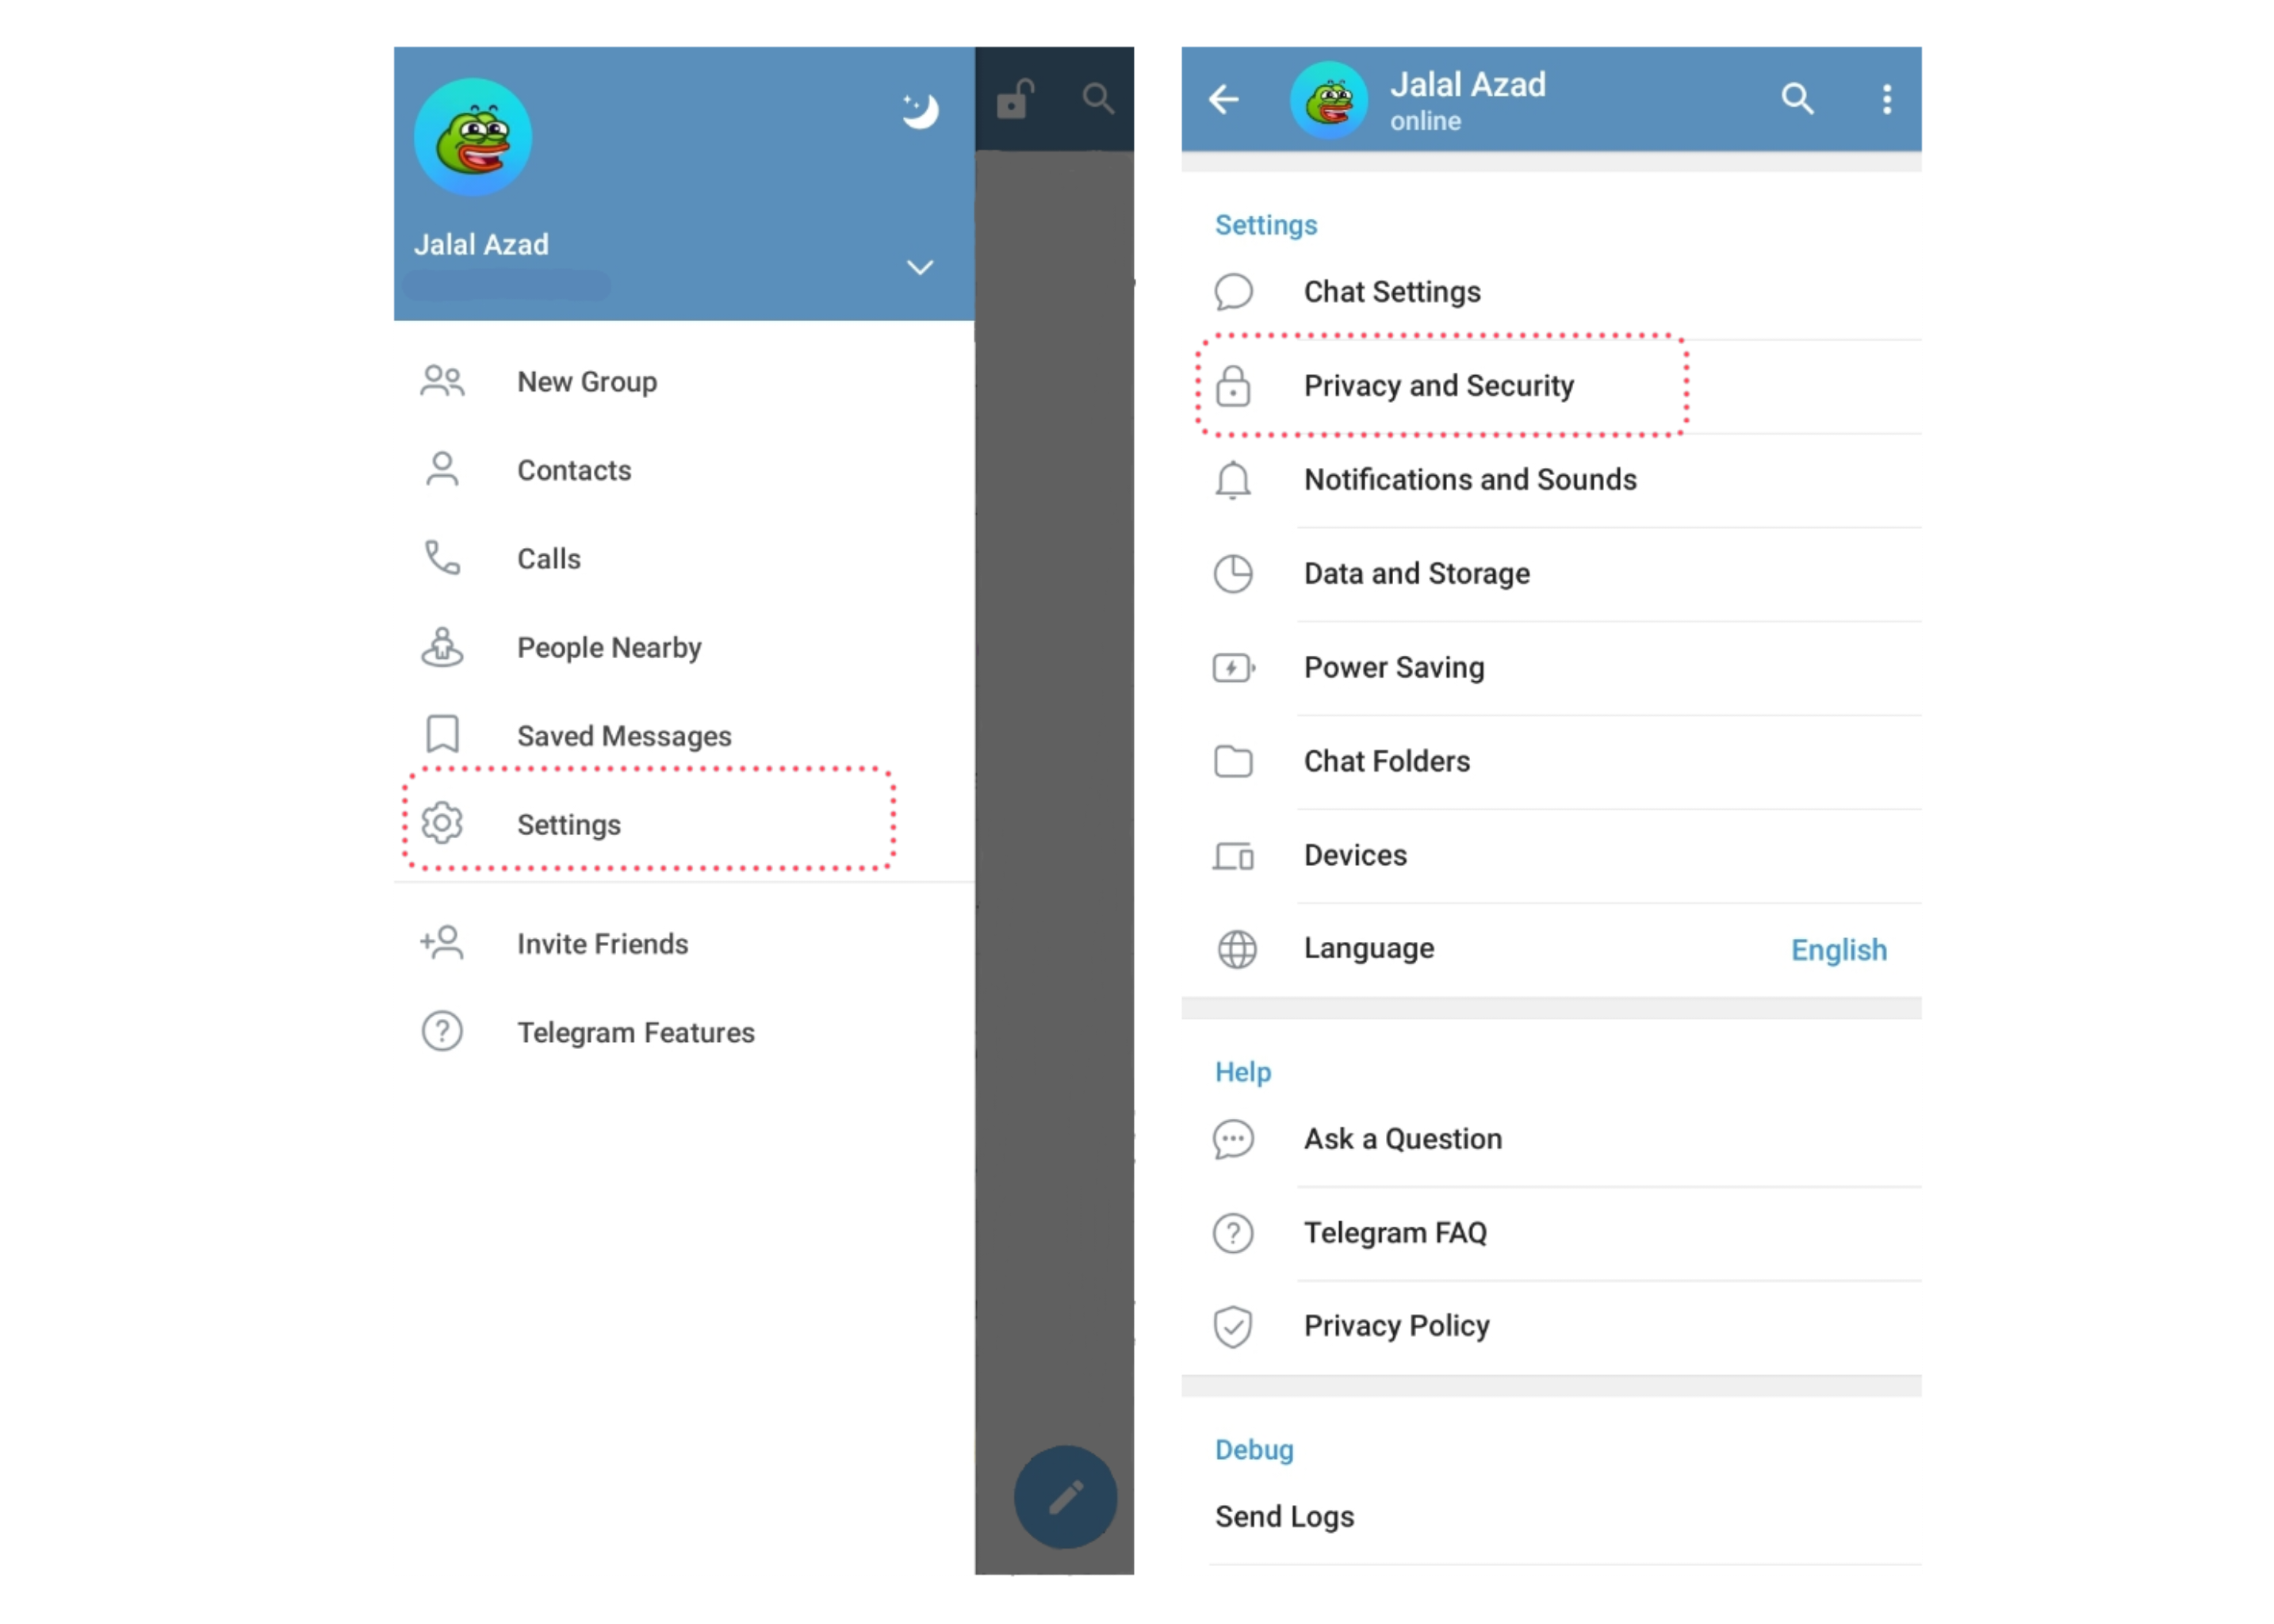 Jalal Azad
New Group
Contacts
Calls
People Nearby
Saved Messages
Settings
Invite Friends
Telegram Features
Jalal Azad
online
Settings
Chat Settings
Privacy and Security
Notifications and Sounds
Data and Storage
Power Saving
Chat Folders
Devices
Language English
Help
Ask a Question
Telegram FAQ
Privacy Policy
Debug
Send Logs